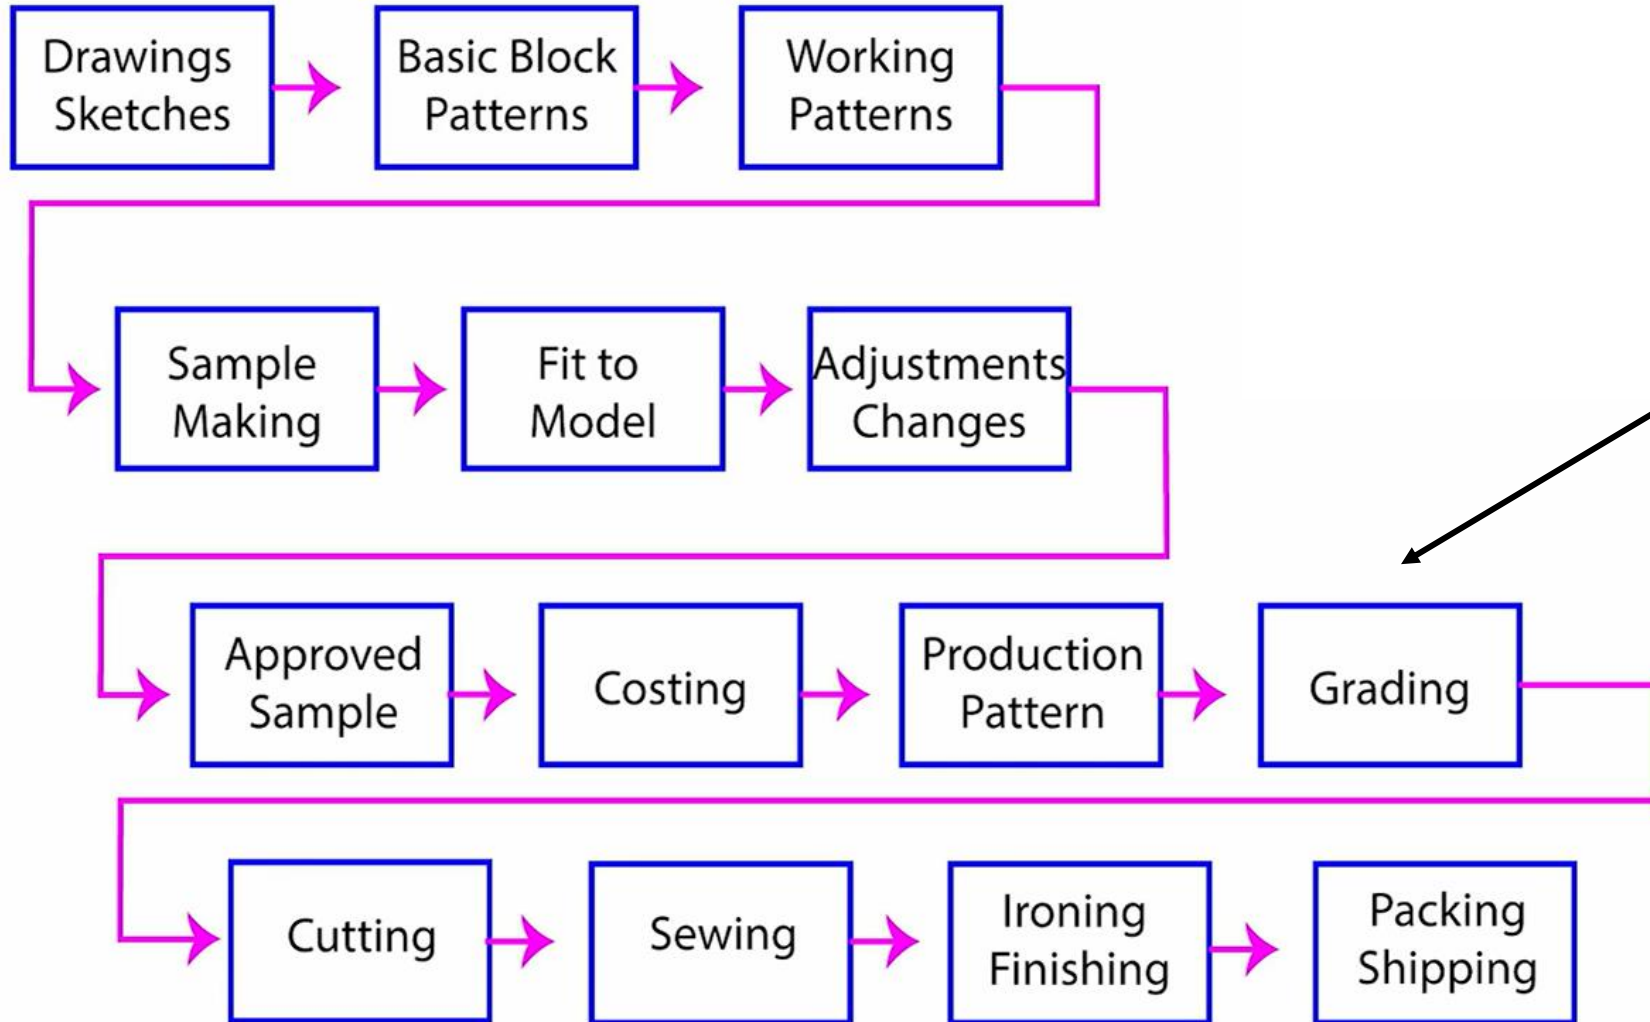 Drawings
Sketches
Basic Block
Patterns
Working
Patterns
Sample
Making
Fit to
Model
Adjustments
Changes
Approved
Sample
Costing
Production
Pattern
Grading
Cutting
Sewing
Ironing
Finishing
Packing
Shipping